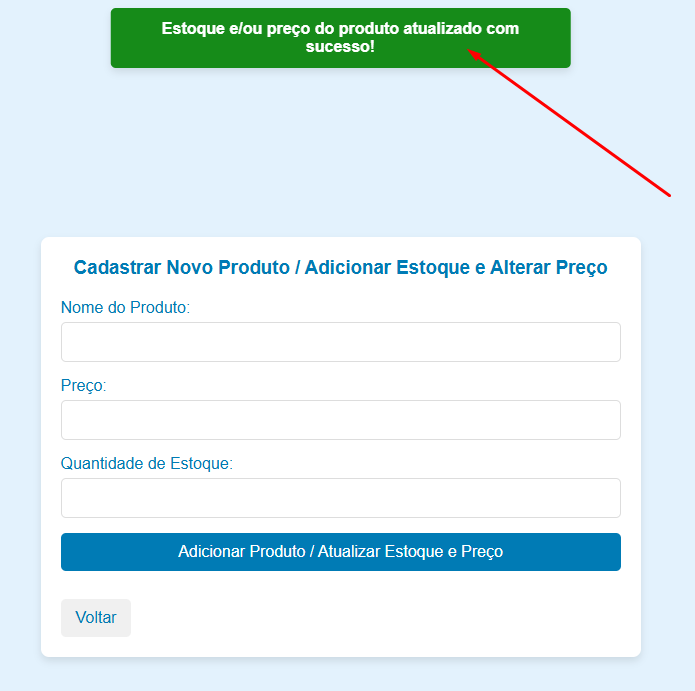 Estoque e/ou preço do produto atualizado com
sucesso!
Cadastrar Novo Produto / Adicionar Estoque e Alterar Preço
Nome do Produto:
Preço:
Quantidade de Estoque:
Adicionar Produto / Atualizar Estoque e Preço
Voltar